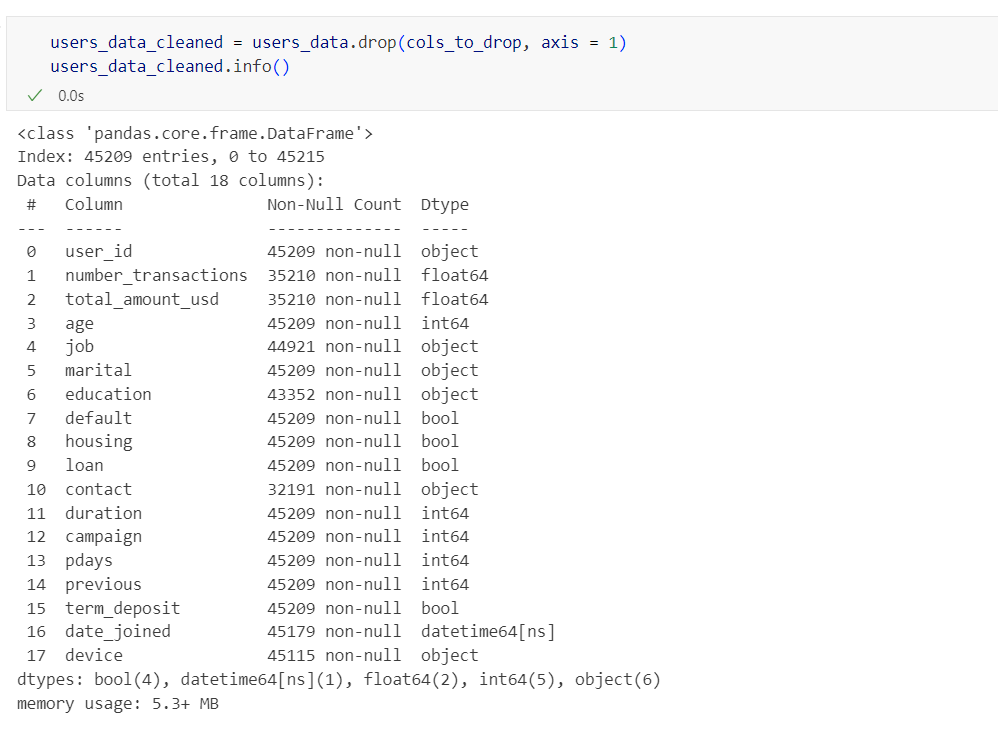 users_data_cleaned = users_data.drop(cols_to_drop, axis = 1)
users_data_cleaned.info()
✓ 0.0s
<class 'pandas.core.frame.DataFrame'>
Index: 45209 entries, 0 to 45215
Data columns (total 18 columns):
 #   Column               Non-Null Count  Dtype
---  ------               --------------  -----
 0   user_id              45209 non-null  object
 1   number_transactions  35210 non-null  float64
 2   total_amount_usd     35210 non-null  float64
 3   age                  45209 non-null  int64
 4   job                  44921 non-null  object
 5   marital              45209 non-null  object
 6   education            43352 non-null  object
 7   default              45209 non-null  bool
 8   housing              45209 non-null  bool
 9   loan                 45209 non-null  bool
 10  contact              32191 non-null  object
 11  duration             45209 non-null  int64
 12  campaign             45209 non-null  int64
 13  pdays                45209 non-null  int64
 14  previous             45209 non-null  int64
 15  term_deposit         45209 non-null  bool
 16  date_joined          45179 non-null  datetime64[ns]
 17  device               45115 non-null  object
dtypes: bool(4), datetime64[ns](1), float64(2), int64(5), object(6)
memory usage: 5.3+ MB